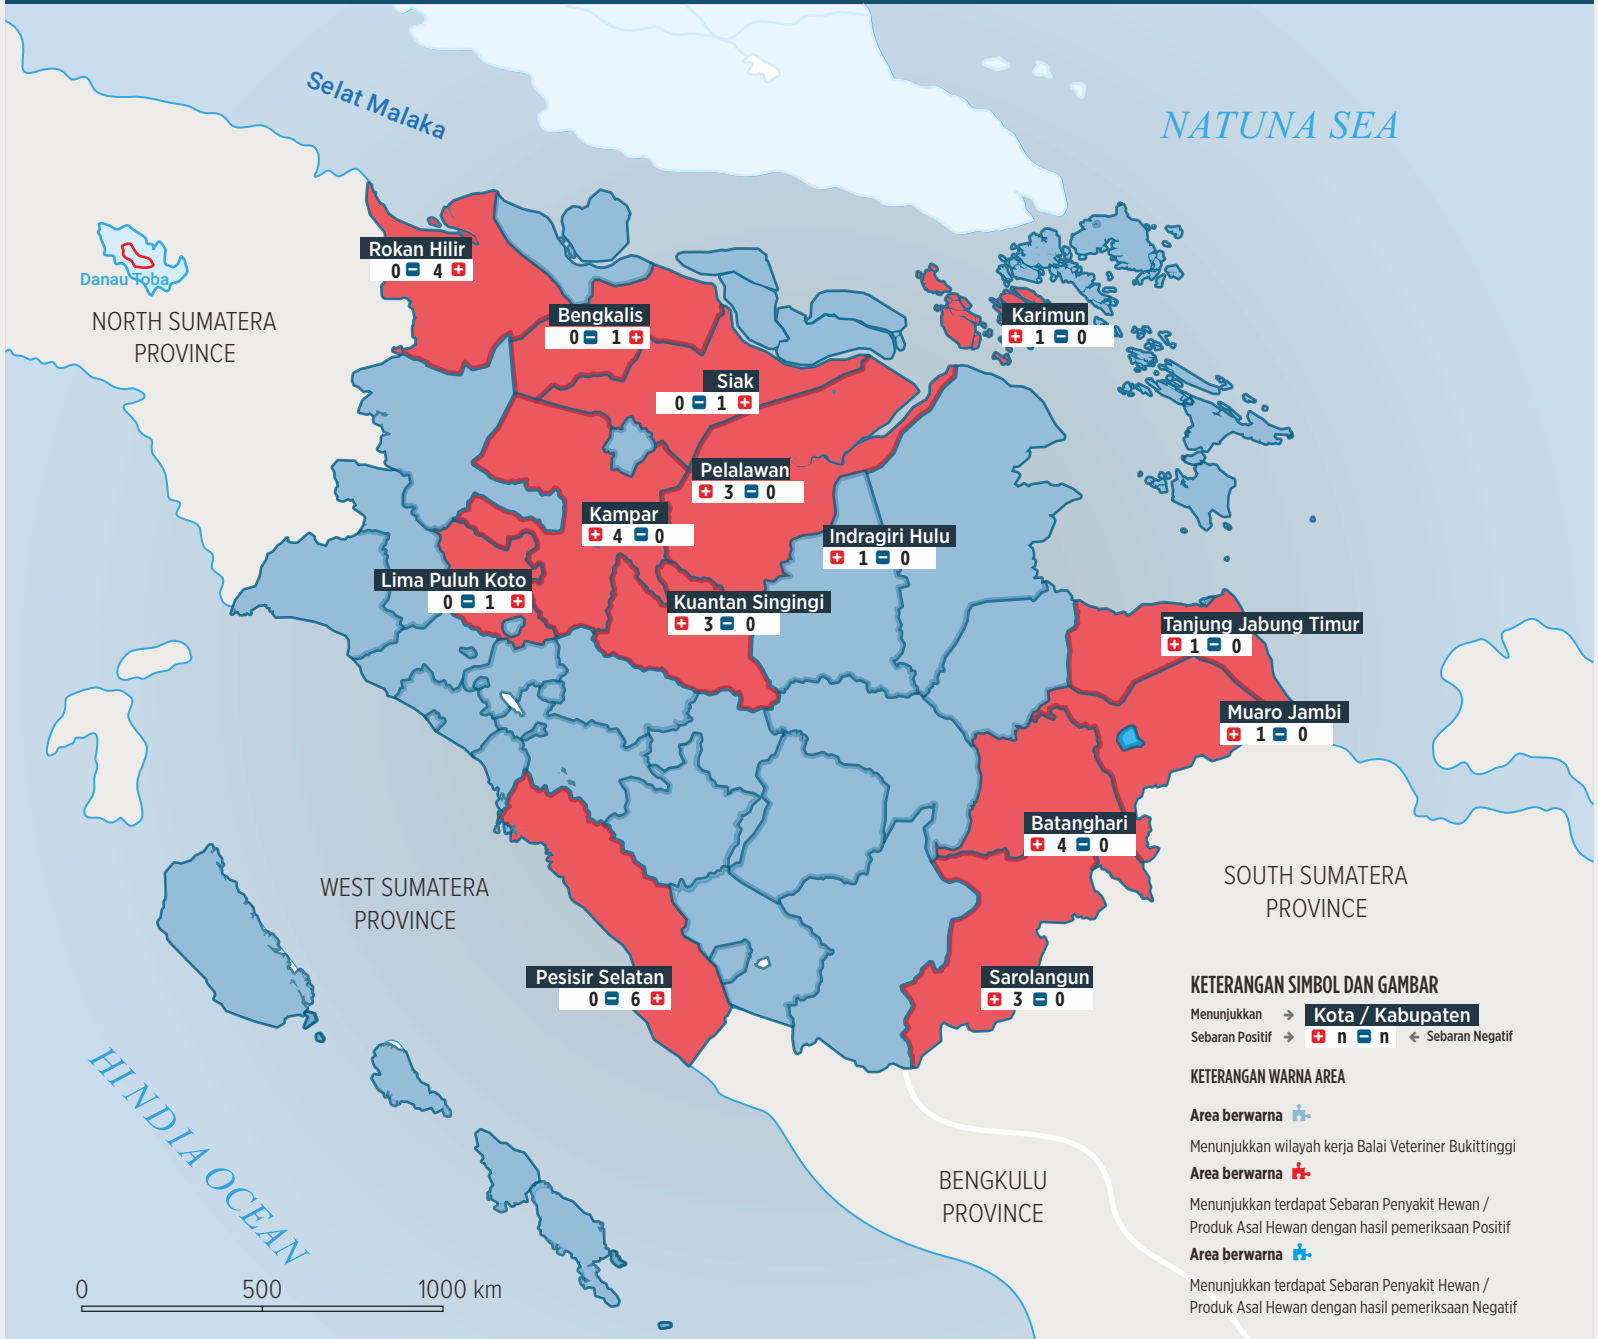 Selat Malaka
NATUNA SEA
Danau Toba
NORTH SUMATERA
PROVINCE
Rokan Hilir
0 − 4 +
Bengkalis
0 − 1 +
Karimun
+ 1 − 0
Siak
0 − 1 +
Pelalawan
+ 3 − 0
Kampar
+ 4 − 0
Indragiri Hulu
+ 1 − 0
Lima Puluh Koto
0 − 1 +
Kuantan Singingi
+ 3 − 0
Tanjung Jabung Timur
+ 1 − 0
Muaro Jambi
+ 1 − 0
Batanghari
+ 4 − 0
WEST SUMATERA
PROVINCE
SOUTH SUMATERA
PROVINCE
Pesisir Selatan
0 − 6 +
Sarolangun
+ 3 − 0
HINDIA OCEAN
BENGKULU
PROVINCE
0 500 1000 km
KETERANGAN SIMBOL DAN GAMBAR
Menunjukkan → Kota / Kabupaten
Sebaran Positif → + n − n ← Sebaran Negatif
KETERANGAN WARNA AREA
Area berwarna
Menunjukkan wilayah kerja Balai Veteriner Bukittinggi
Area berwarna
Menunjukkan terdapat Sebaran Penyakit Hewan /
Produk Asal Hewan dengan hasil pemeriksaan Positif
Area berwarna
Menunjukkan terdapat Sebaran Penyakit Hewan /
Produk Asal Hewan dengan hasil pemeriksaan Negatif